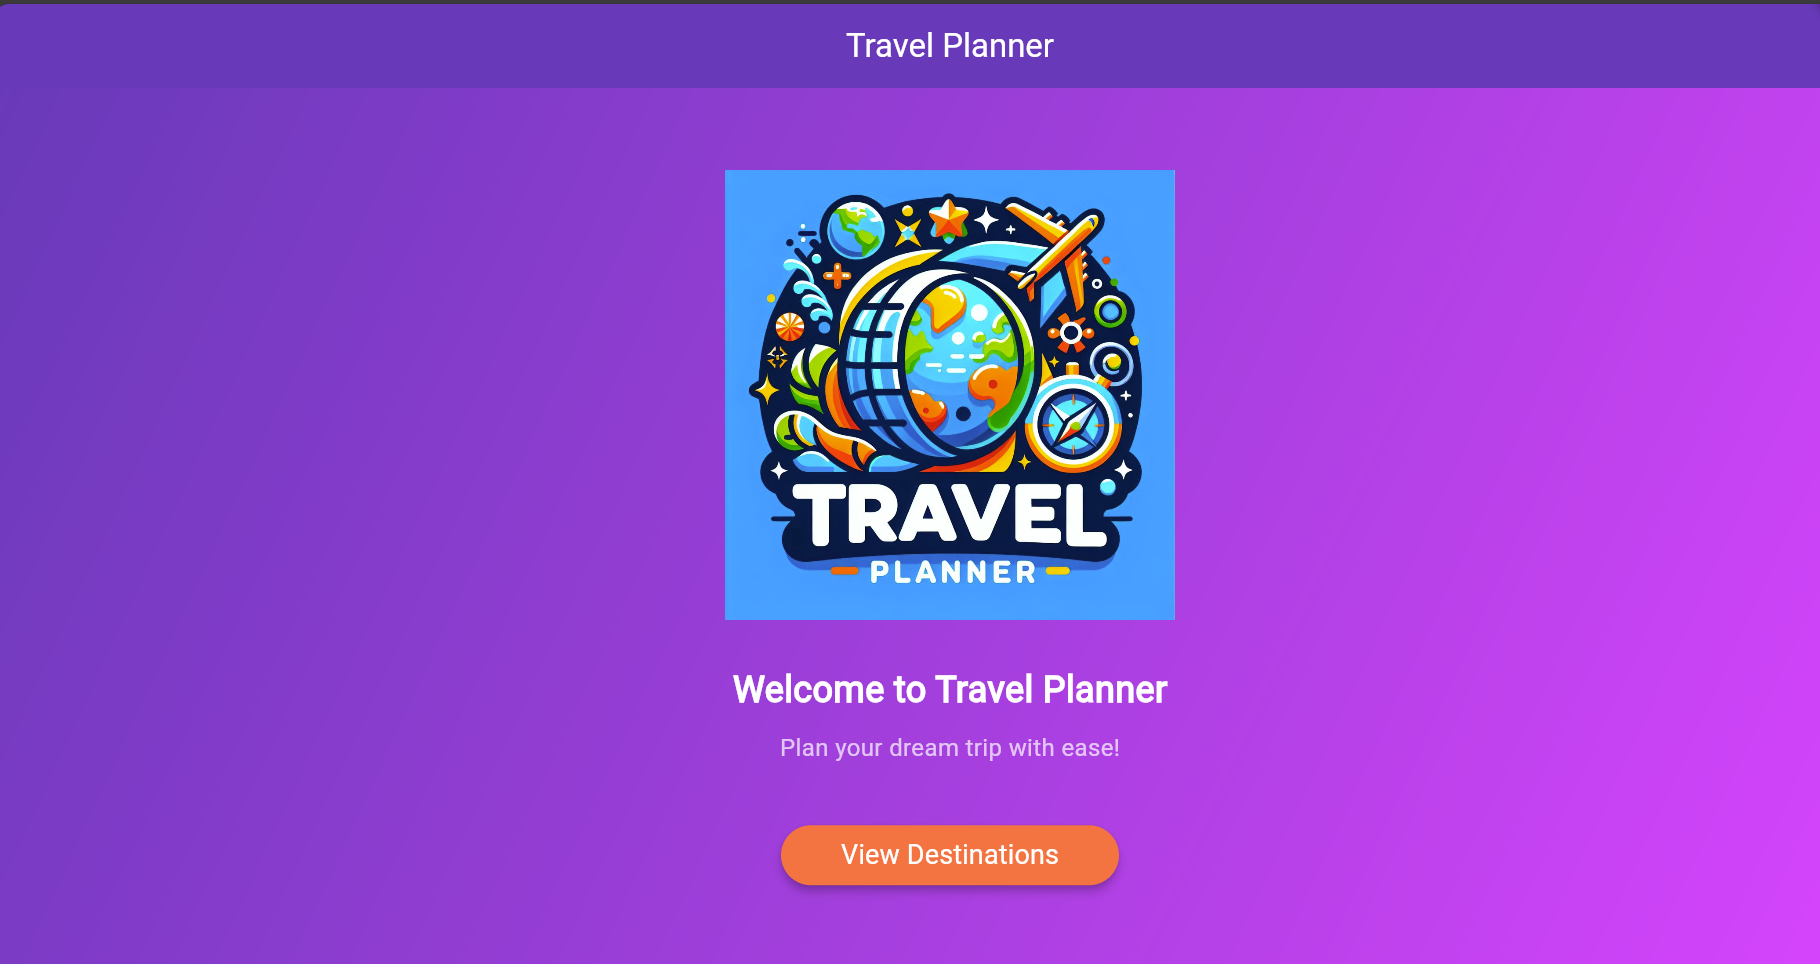 Travel Planner
TRAVEL
PLANNER
Welcome to Travel Planner
Plan your dream trip with ease!
View Destinations